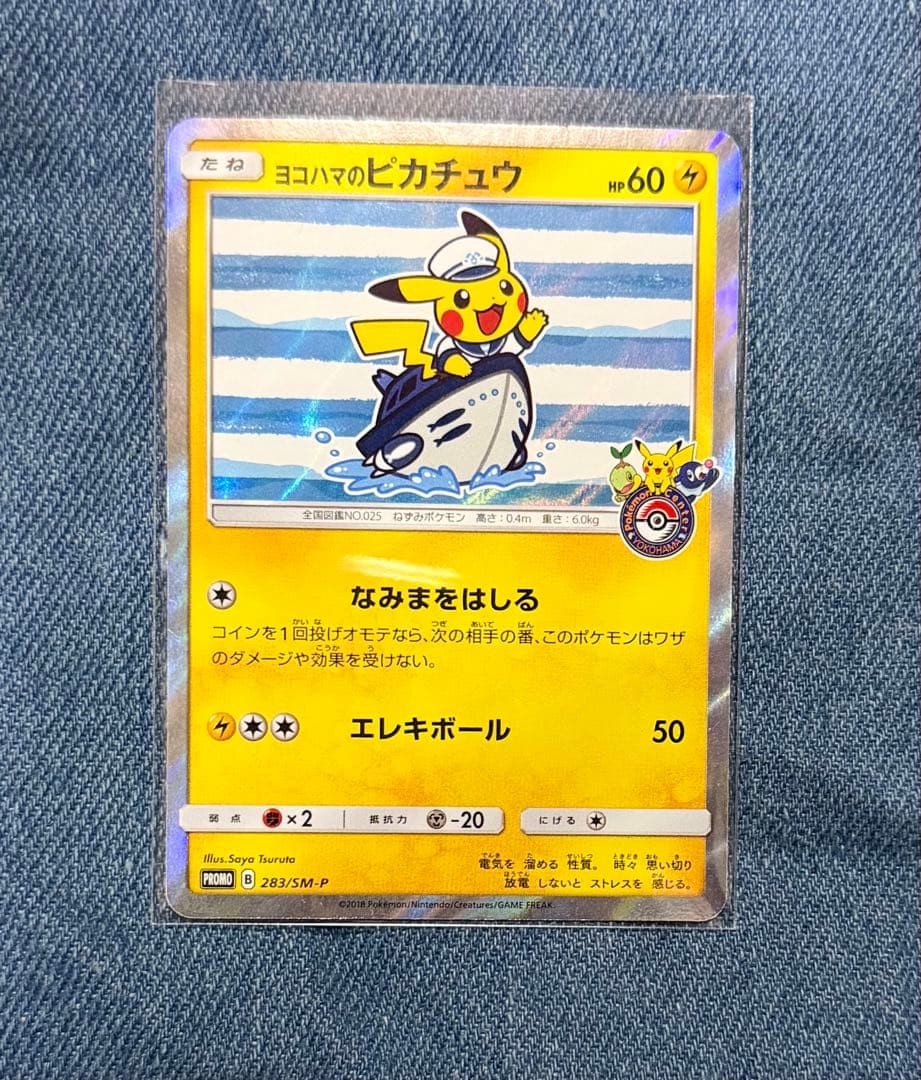 たね ヨコハマのピカチュウ HP60
全国図鑑NO.025 ねずみポケモン 高さ：0.4m 重さ：6.0kg
Pokémon Center
YOKOHAMA
なみまをはしる
コインを1回投げオモテなら、次の相手の番、このポケモンはワザ
のダメージや効果を受けない。
エレキボール 50
弱点 ×2 抵抗力 -20 にげる
Illus.Saya Tsuruta
電気を 溜める 性質。 時々 思い切り
放電 しないと ストレスを 感じる。
PROMO B 283/SM-P
©2018 Pokémon/Nintendo/Creatures/GAME FREAK.